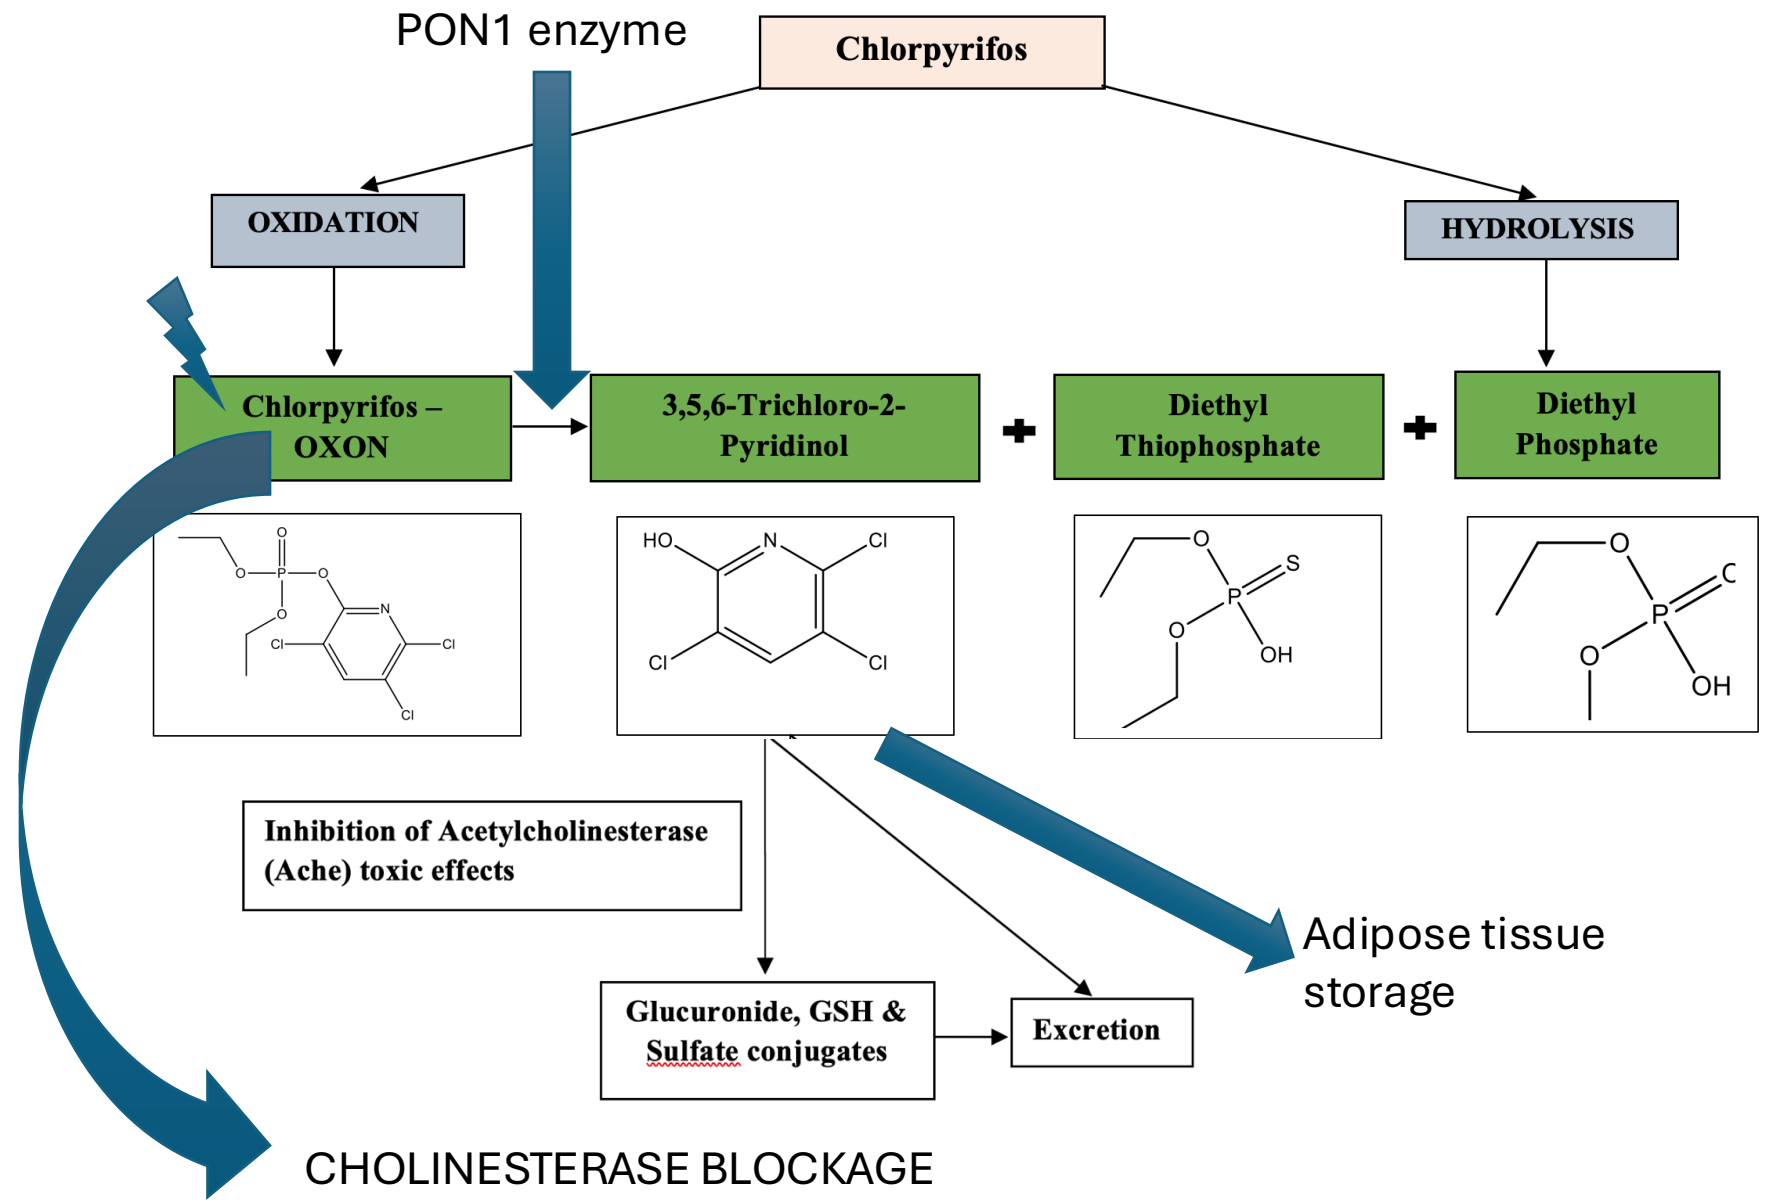 PON1 enzyme
Chlorpyrifos
OXIDATION
HYDROLYSIS
Chlorpyrifos –
OXON
3,5,6-Trichloro-2-
Pyridinol
Diethyl
Thiophosphate
Diethyl
Phosphate
O
O
P
O
O
N
Cl
Cl
Cl
HO
N
Cl
Cl
Cl
O
S
P
O
OH
O
C
P
O
OH
Inhibition of Acetylcholinesterase
(Ache) toxic effects
Adipose tissue
storage
Glucuronide, GSH &
Sulfate conjugates
Excretion
CHOLINESTERASE BLOCKAGE